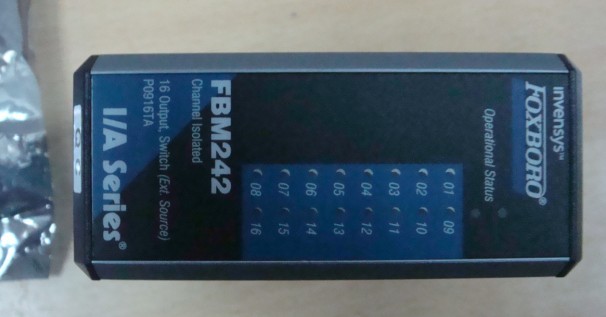 invensys™
FOXBORO®
Operational Status
01 09
02 10
03 11
04 12
05 13
06 14
07 15
08 16
FBM242
Channel Isolated
16 Output, Switch (Ext. Source)
P0916TA
I/A Series®